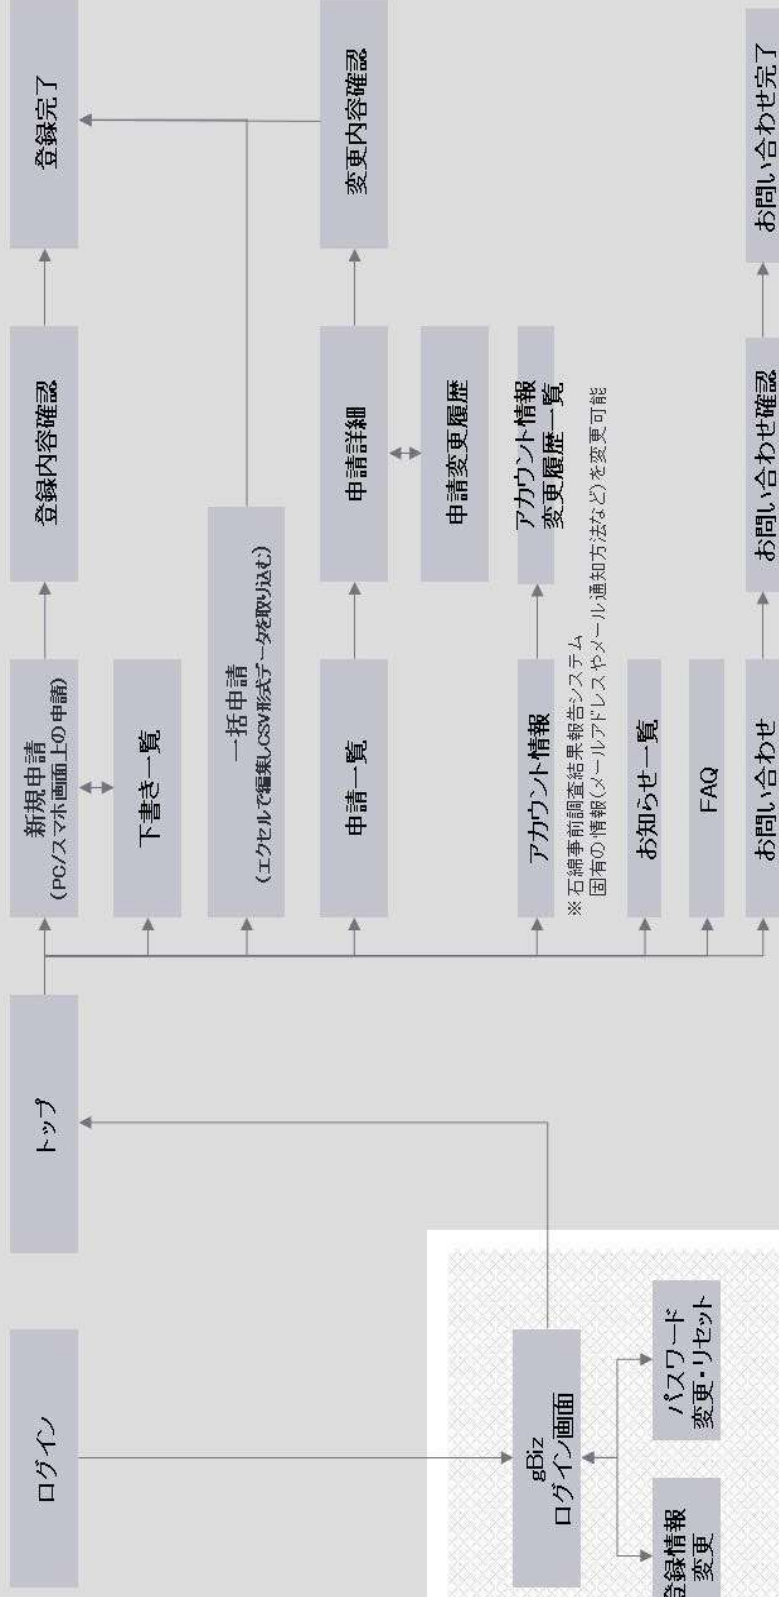 ログイン
gBiz
ログイン画面
登録情報
変更
パスワード
変更・リセット
トップ
新規申請
(PC/スマホ画面上の申請)
登録内容確認
登録完了
下書き一覧
一括申請
(エクセルで編集しCSV形式データを取り込む)
申請一覧
申請詳細
変更内容確認
申請変更履歴
アカウント情報
アカウント情報
変更履歴一覧
※石綿事前調査結果報告システム
固有の情報(メールアドレスやメール通知方法など)を変更可能
お知らせ一覧
FAQ
お問い合わせ
お問い合わせ確認
お問い合わせ完了